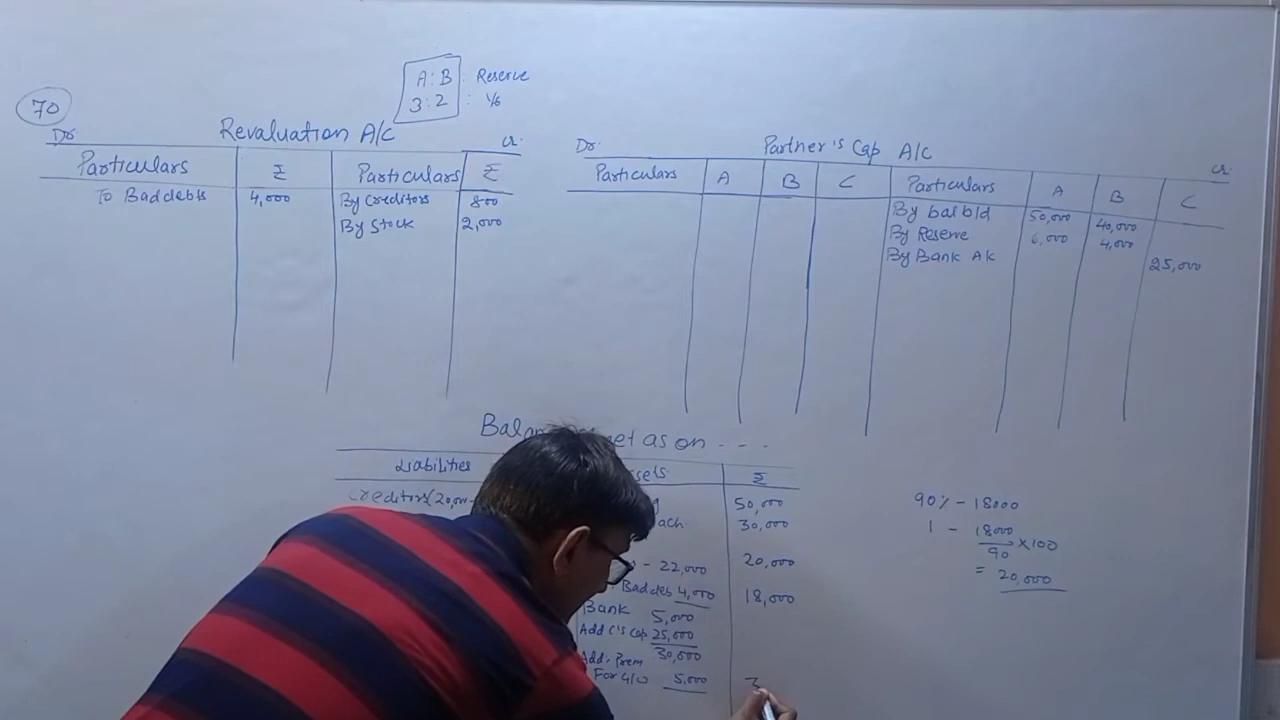 70
A : B : Reserve
3 : 2 : 1/6
Dr. Revaluation A/c Cr.
Particulars ₹ Particulars ₹
To Baddebts 4,000 By Creditors 800
By Stock 2,000
Dr. Partner's Cap A/c Cr.
Particulars A B C Particulars A B C
By bal b/d 50,000 40,000
By Reserve 6,000 4,000
By Bank A/c 25,000
as on - - -
Liabilities ₹
Creditors (20,000 50,000
30,000
20,000
- 22,000
Baddeb 4,000 18,000
Bank 5,000
Add C's Cap 25,000
30,000
Add. Prem
For G/W 5,000 3
90% - 18000
1 - 18000/90 × 100
= 20,000